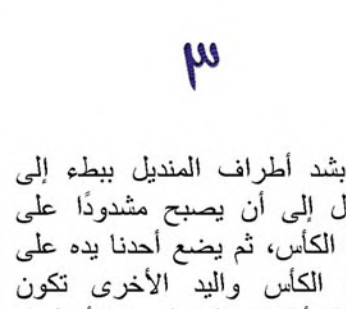 ٣
بشد أطراف المنديل ببطء إلى
إلى أن يصبح مشدودًا على
الكأس، ثم يضع أحدنا يده على
الكأس واليد الأخرى تكون